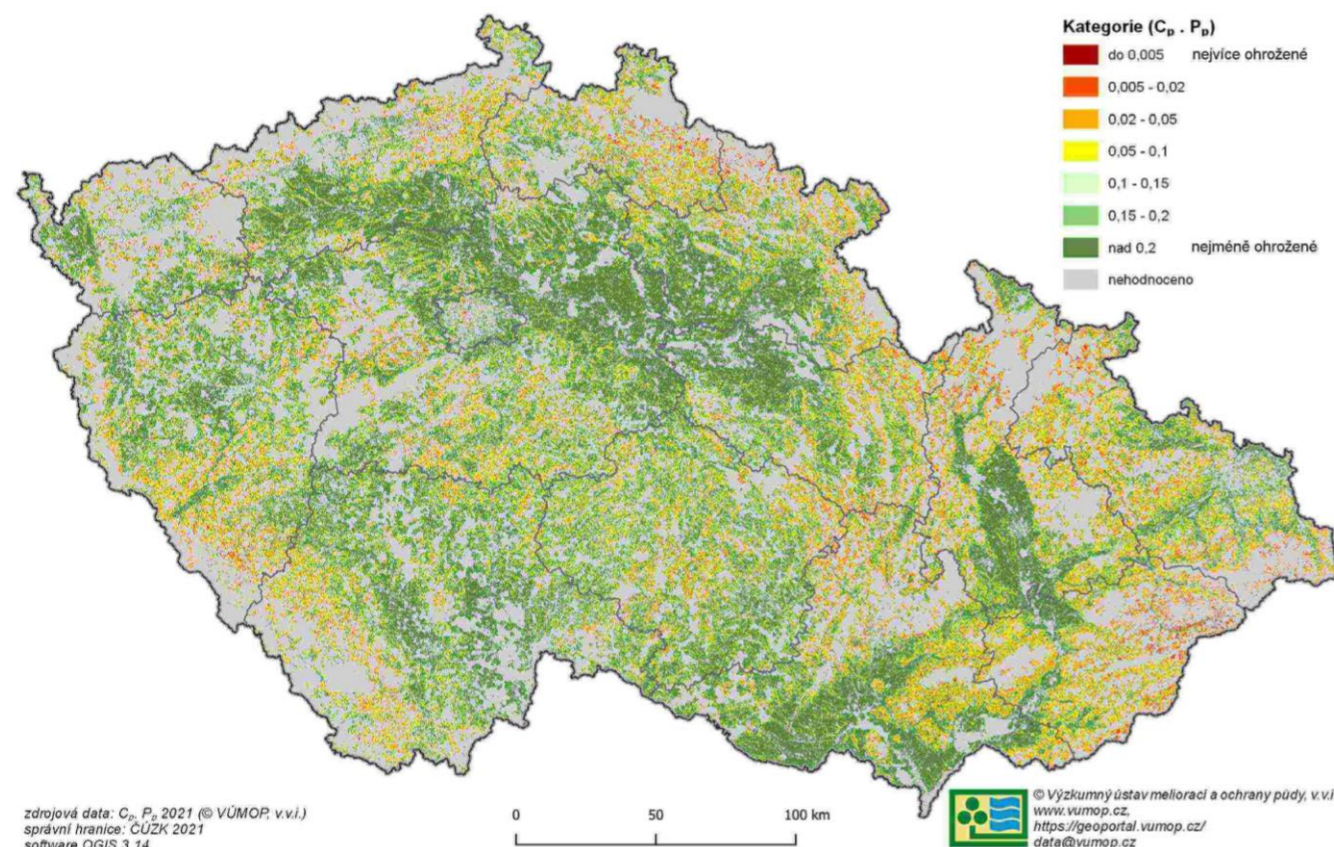 Kategorie (Cₚ . Pₚ)
do 0,005 nejvíce ohrožené
0,005 - 0,02
0,02 - 0,05
0,05 - 0,1
0,1 - 0,15
0,15 - 0,2
nad 0,2 nejméně ohrožené
nehodnoceno
zdrojová data: Cₚ, Pₚ 2021 (© VÚMOP, v.v.i.)
správní hranice: ČÚZK 2021
software QGIS 3.14
0 50 100 km
© Výzkumný ústav meliorací a ochrany půdy, v.v.i
www.vumop.cz,
https://geoportal.vumop.cz/
data@vumop.cz